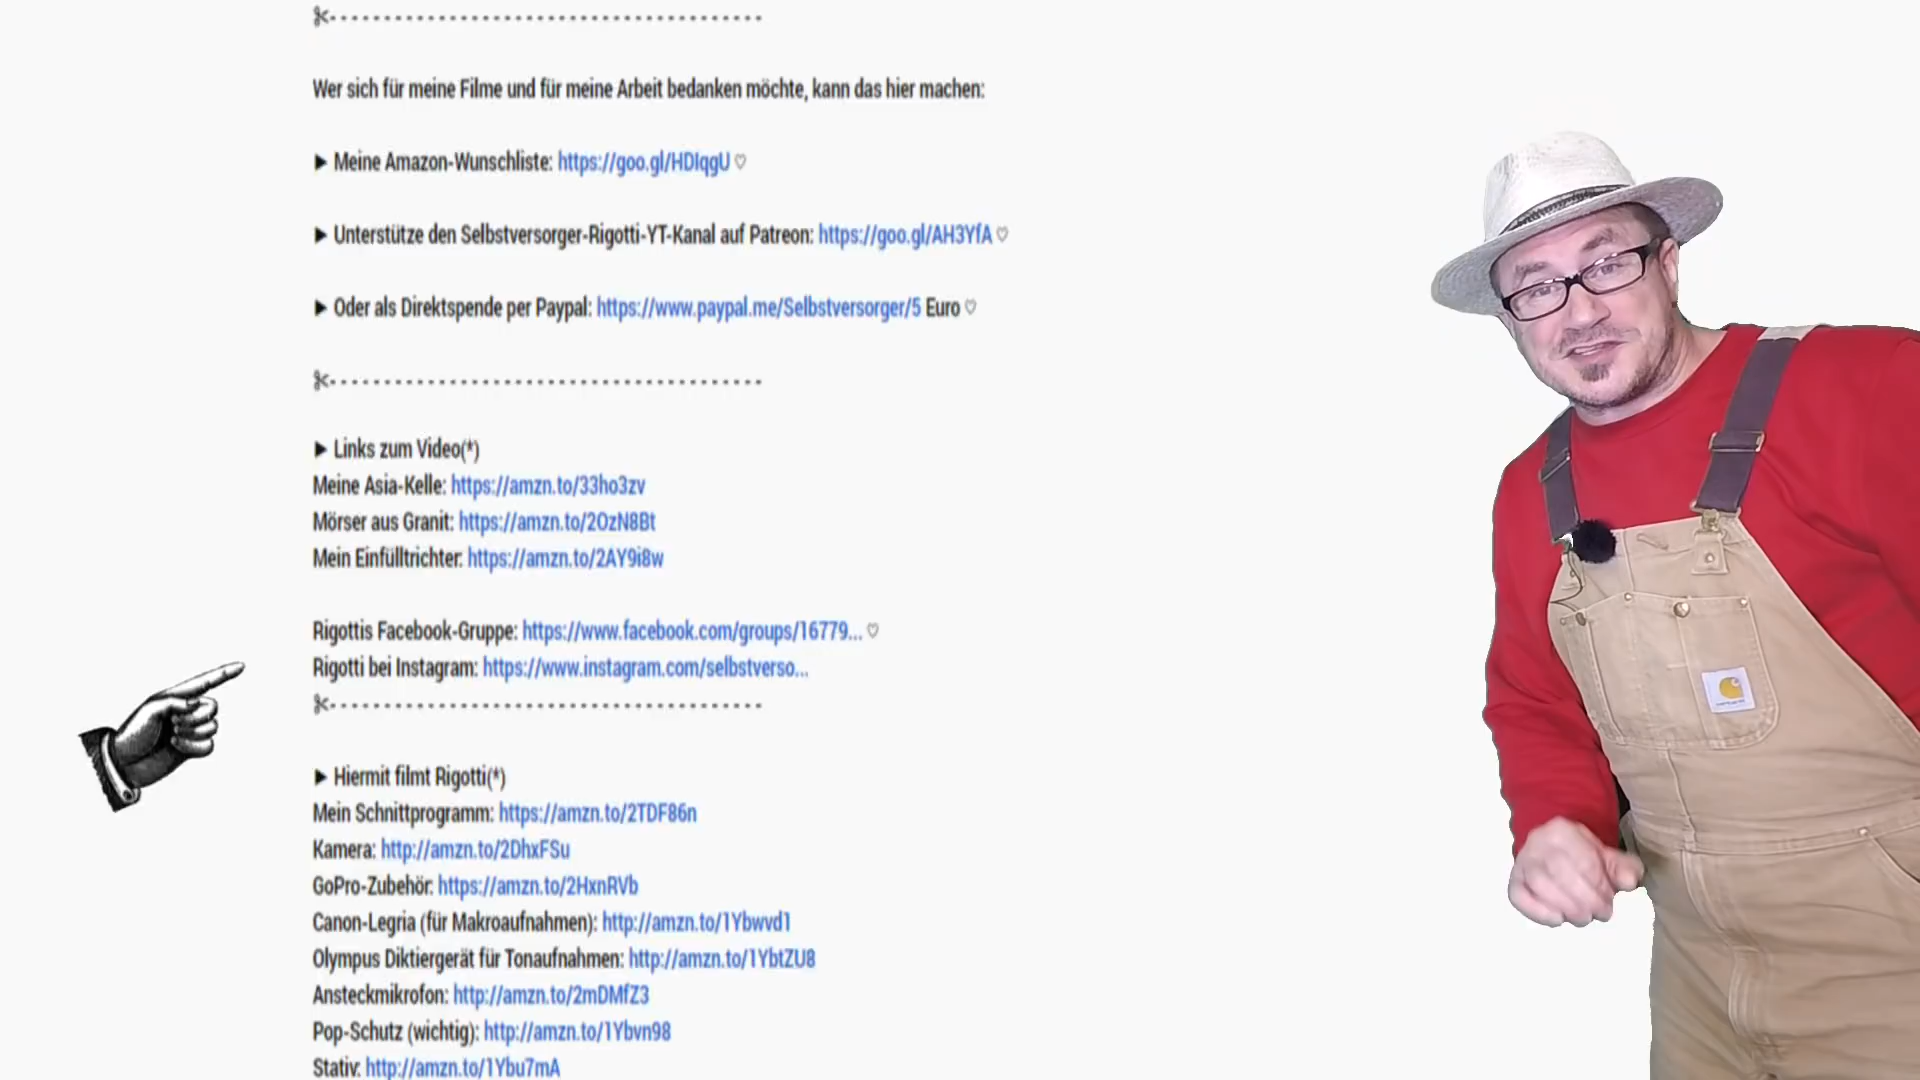 Wer sich für meine Filme und für meine Arbeit bedanken möchte, kann das hier machen:
► Meine Amazon-Wunschliste: https://goo.gl/HDIqgU ♡
► Unterstütze den Selbstversorger-Rigotti-YT-Kanal auf Patreon: https://goo.gl/AH3YfA ♡
► Oder als Direktspende per Paypal: https://www.paypal.me/Selbstversorger/5 Euro ♡
► Links zum Video(*)
Meine Asia-Kelle: https://amzn.to/33ho3zv
Mörser aus Granit: https://amzn.to/2OzN8Bt
Mein Einfülltrichter: https://amzn.to/2AY9i8w
Rigottis Facebook-Gruppe: https://www.facebook.com/groups/16779... ♡
Rigotti bei Instagram: https://www.instagram.com/selbstverso...
► Hiermit filmt Rigotti(*)
Mein Schnittprogramm: https://amzn.to/2TDF86n
Kamera: http://amzn.to/2DhxFSu
GoPro-Zubehör: https://amzn.to/2HxnRVb
Canon-Legria (für Makroaufnahmen): http://amzn.to/1Ybwvd1
Olympus Diktiergerät für Tonaufnahmen: http://amzn.to/1YbtZU8
Ansteckmikrofon: http://amzn.to/2mDMfZ3
Pop-Schutz (wichtig): http://amzn.to/1Ybvn98
Stativ: http://amzn.to/1Ybu7mA